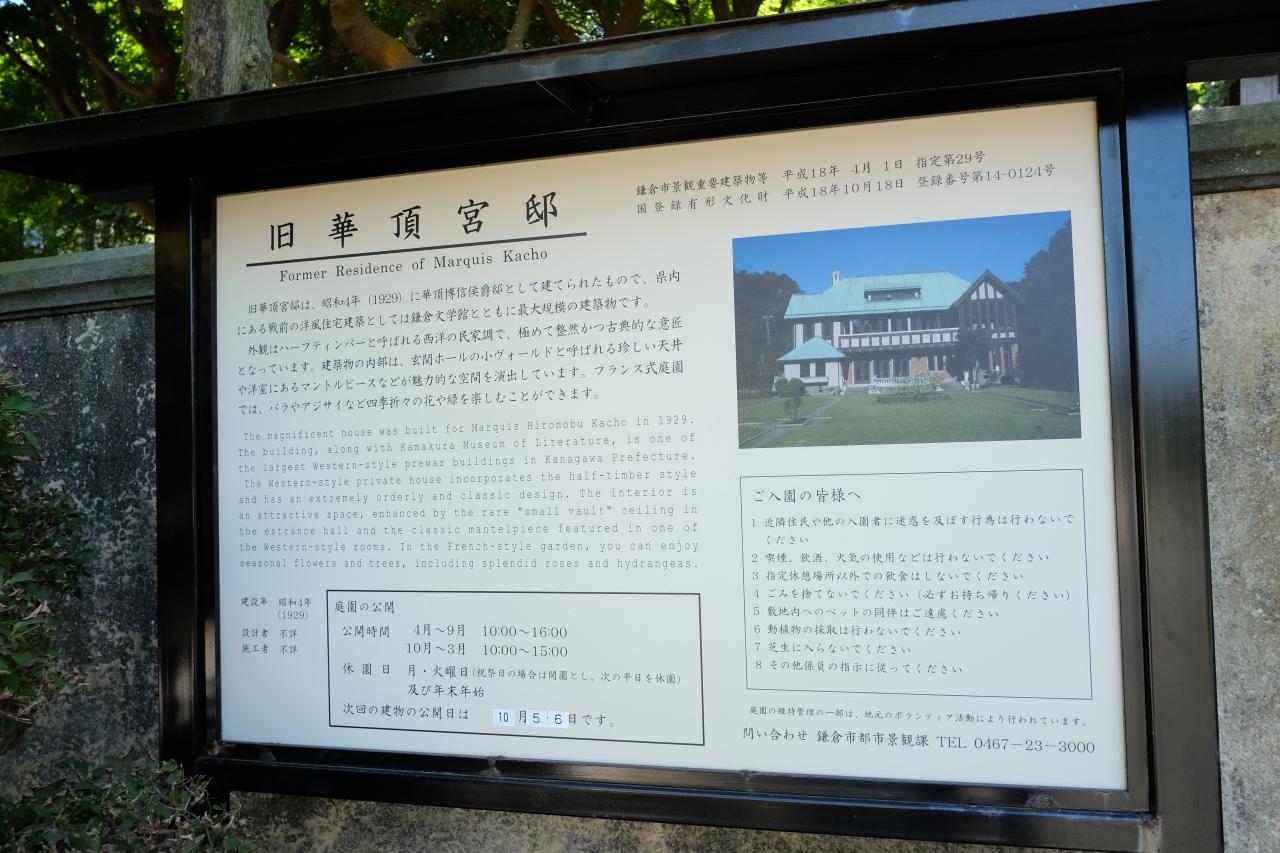 旧華頂宮邸
Former Residence of Marquis Kacho
鎌倉市景観重要建築物等 平成18年 4月 1日 指定第29号
国登録有形文化財 平成18年10月18日 登録番号第14-0124号
旧華頂宮邸は、昭和4年（1929）に華頂博信侯爵邸として建てられたもので、県内
にある戦前の洋風住宅建築としては鎌倉文学館とともに最大規模の建築物です。
外観はハーフティンバーと呼ばれる西洋の民家調で、極めて整然かつ古典的な意匠
となっています。建築物の内部は、玄関ホールの小ヴォールドと呼ばれる珍しい天井
や洋室にあるマントルピースなどが魅力的な空間を演出しています。フランス式庭園
では、バラやアジサイなど四季折々の花や緑を楽しむことができます。
The magnificent house was built for Marquis Hironobu Kacho in 1929.
The building, along with Kamakura Museum of Literature, is one of
the largest Western-style prewar buildings in Kanagawa Prefecture.
The Western-style private house incorporates the half-timber style
and has an extremely orderly and classic design. The interior is
an attractive space, enhanced by the rare "small vault" ceiling in
the entrance hall and the classic mantelpiece featured in one of
the Western-style rooms. In the French-style garden, you can enjoy
seasonal flowers and trees, including splendid roses and hydrangeas.
建設年 昭和4年
（1929）
設計者 不詳
施工者 不詳
庭園の公開
公開時間 4月～9月 10:00～16:00
10月～3月 10:00～15:00
休園日 月・火曜日（祝祭日の場合は開園とし、次の平日を休園）
及び年末年始
次回の建物の公開日は 10月5 6日です。
ご入園の皆様へ
1 近隣住民や他の入園者に迷惑を及ぼす行為は行わないで
ください
2 喫煙、飲酒、火気の使用などは行わないでください
3 指定休憩場所以外での飲食はしないでください
4 ごみを捨てないでください（必ずお持ち帰りください）
5 敷地内へのペットの同伴はご遠慮ください
6 動植物の採取は行わないでください
7 芝生に入らないでください
8 その他係員の指示に従ってください
庭園の維持管理の一部は、地元のボランティア活動により行われています。
問い合わせ 鎌倉市都市景観課 TEL 0467－23－3000